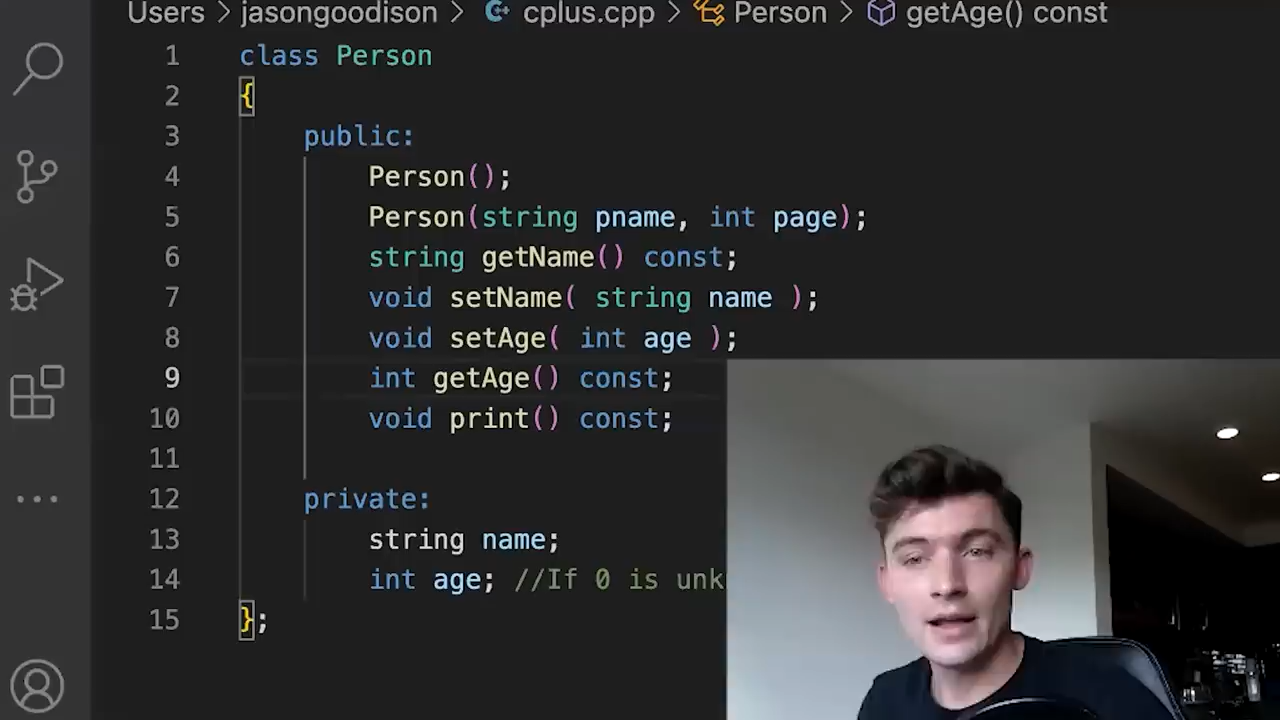 Users > jasongoodison > cplus.cpp > Person > getAge() const
1 class Person
2 {
3 public:
4 Person();
5 Person(string pname, int page);
6 string getName() const;
7 void setName( string name );
8 void setAge( int age );
9 int getAge() const;
10 void print() const;
11
12 private:
13 string name;
14 int age; //If 0 is unk
15 };